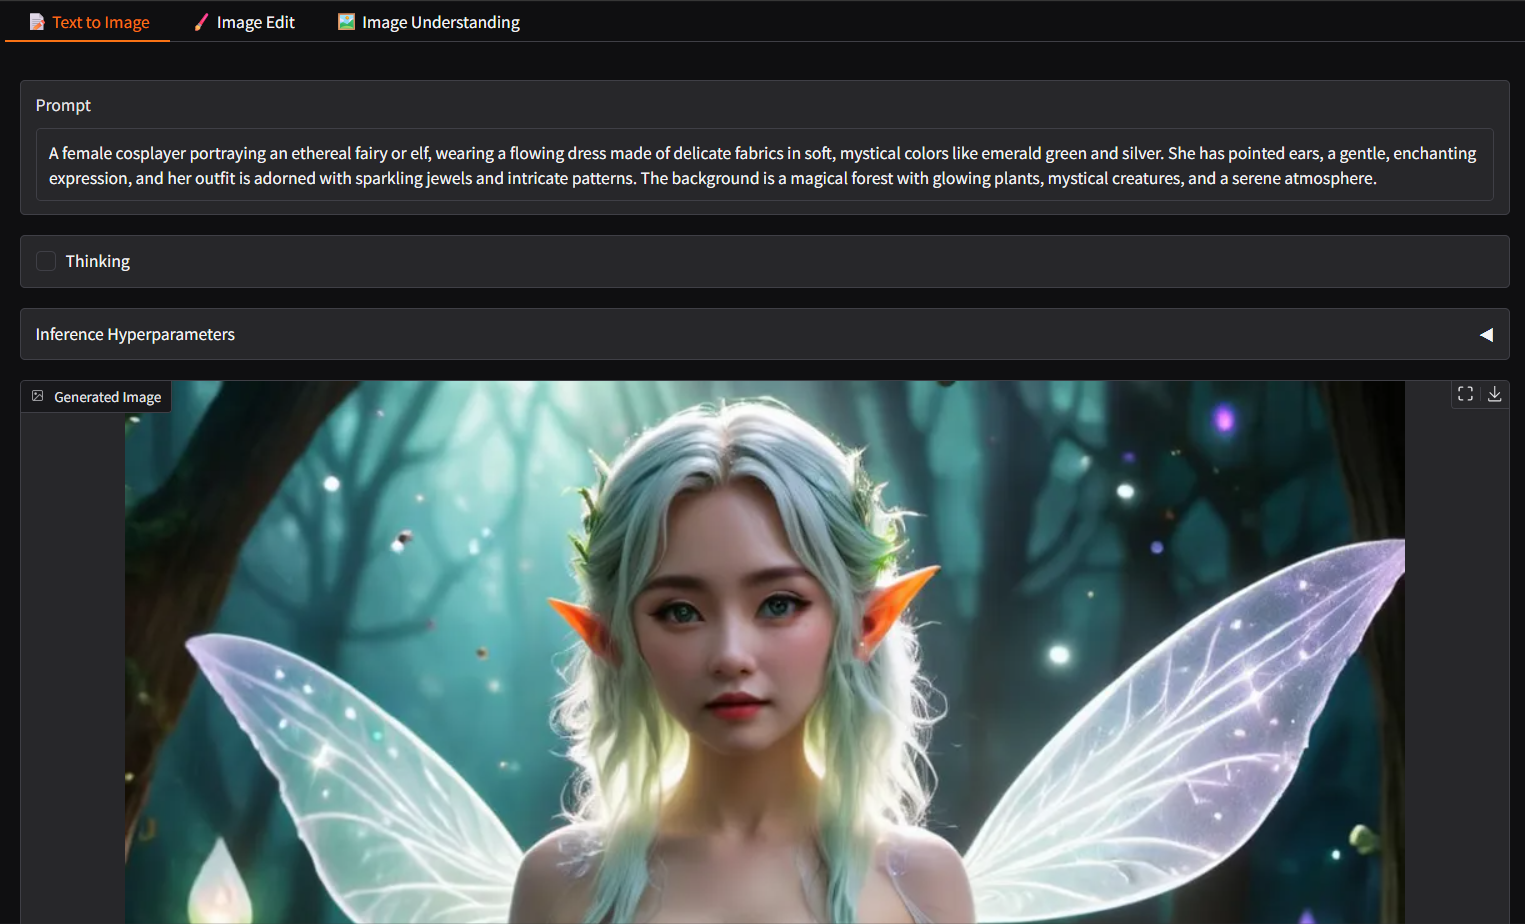 Text to Image
Image Edit
Image Understanding
Prompt
A female cosplayer portraying an ethereal fairy or elf, wearing a flowing dress made of delicate fabrics in soft, mystical colors like emerald green and silver. She has pointed ears, a gentle, enchanting
expression, and her outfit is adorned with sparkling jewels and intricate patterns. The background is a magical forest with glowing plants, mystical creatures, and a serene atmosphere.
Thinking
Inference Hyperparameters
Generated Image